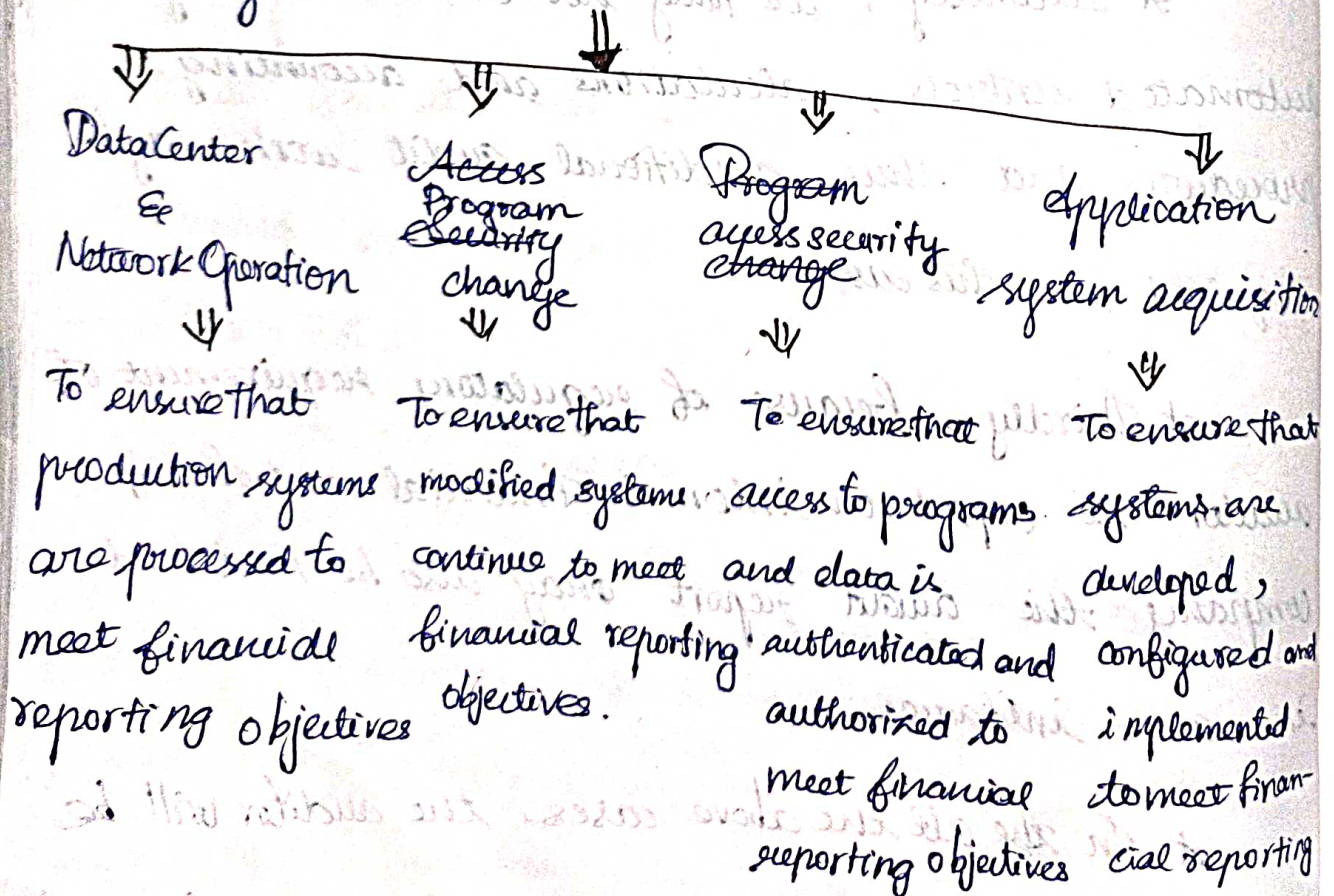 Data Center
&
Network Operation
To ensure that
production systems
are processed to
meet financial
reporting objectives
Access
Program
Security
change
To ensure that
modified systems
continue to meet
financial reporting
objectives.
Program
access security
change
To ensure that
access to programs
and data is
authenticated and
authorized to
meet financial
reporting objectives
Application
system acquisition
To ensure that
systems are
developed,
configured and
implemented
to meet finan-
cial reporting